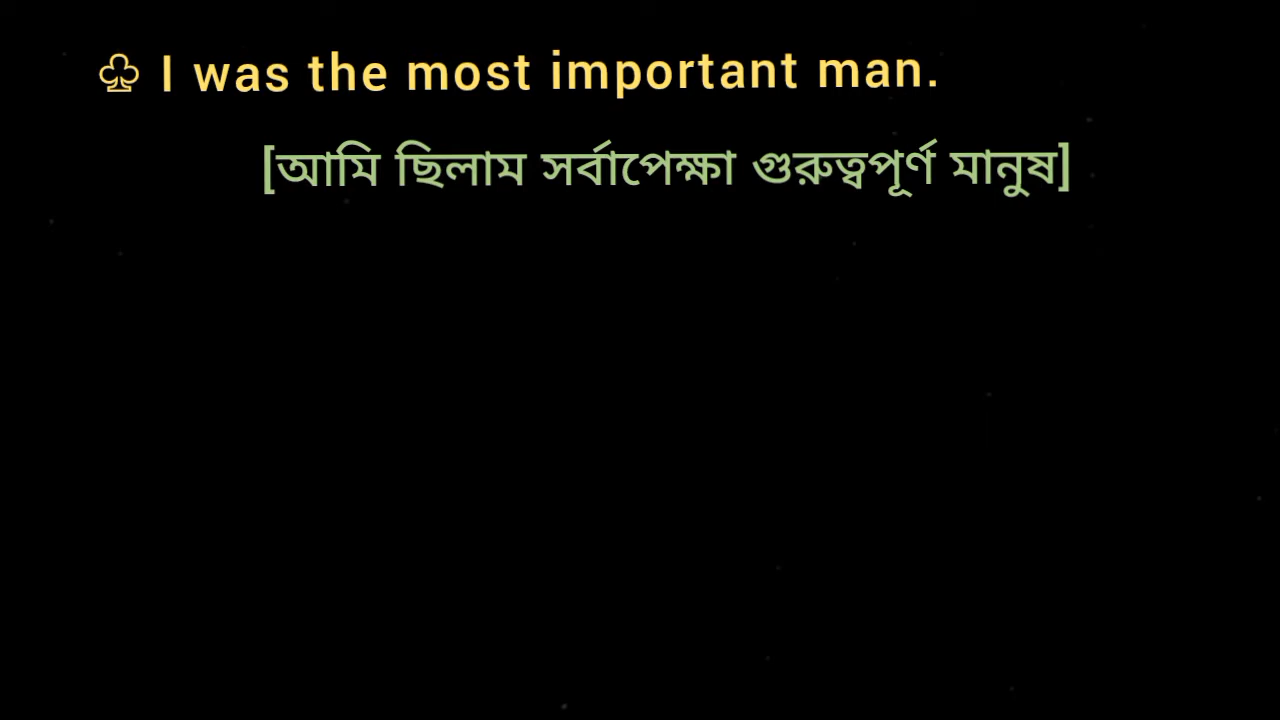 ♧ I was the most important man.
[আমি ছিলাম সর্বাপেক্ষা গুরুত্বপূর্ণ মানুষ]